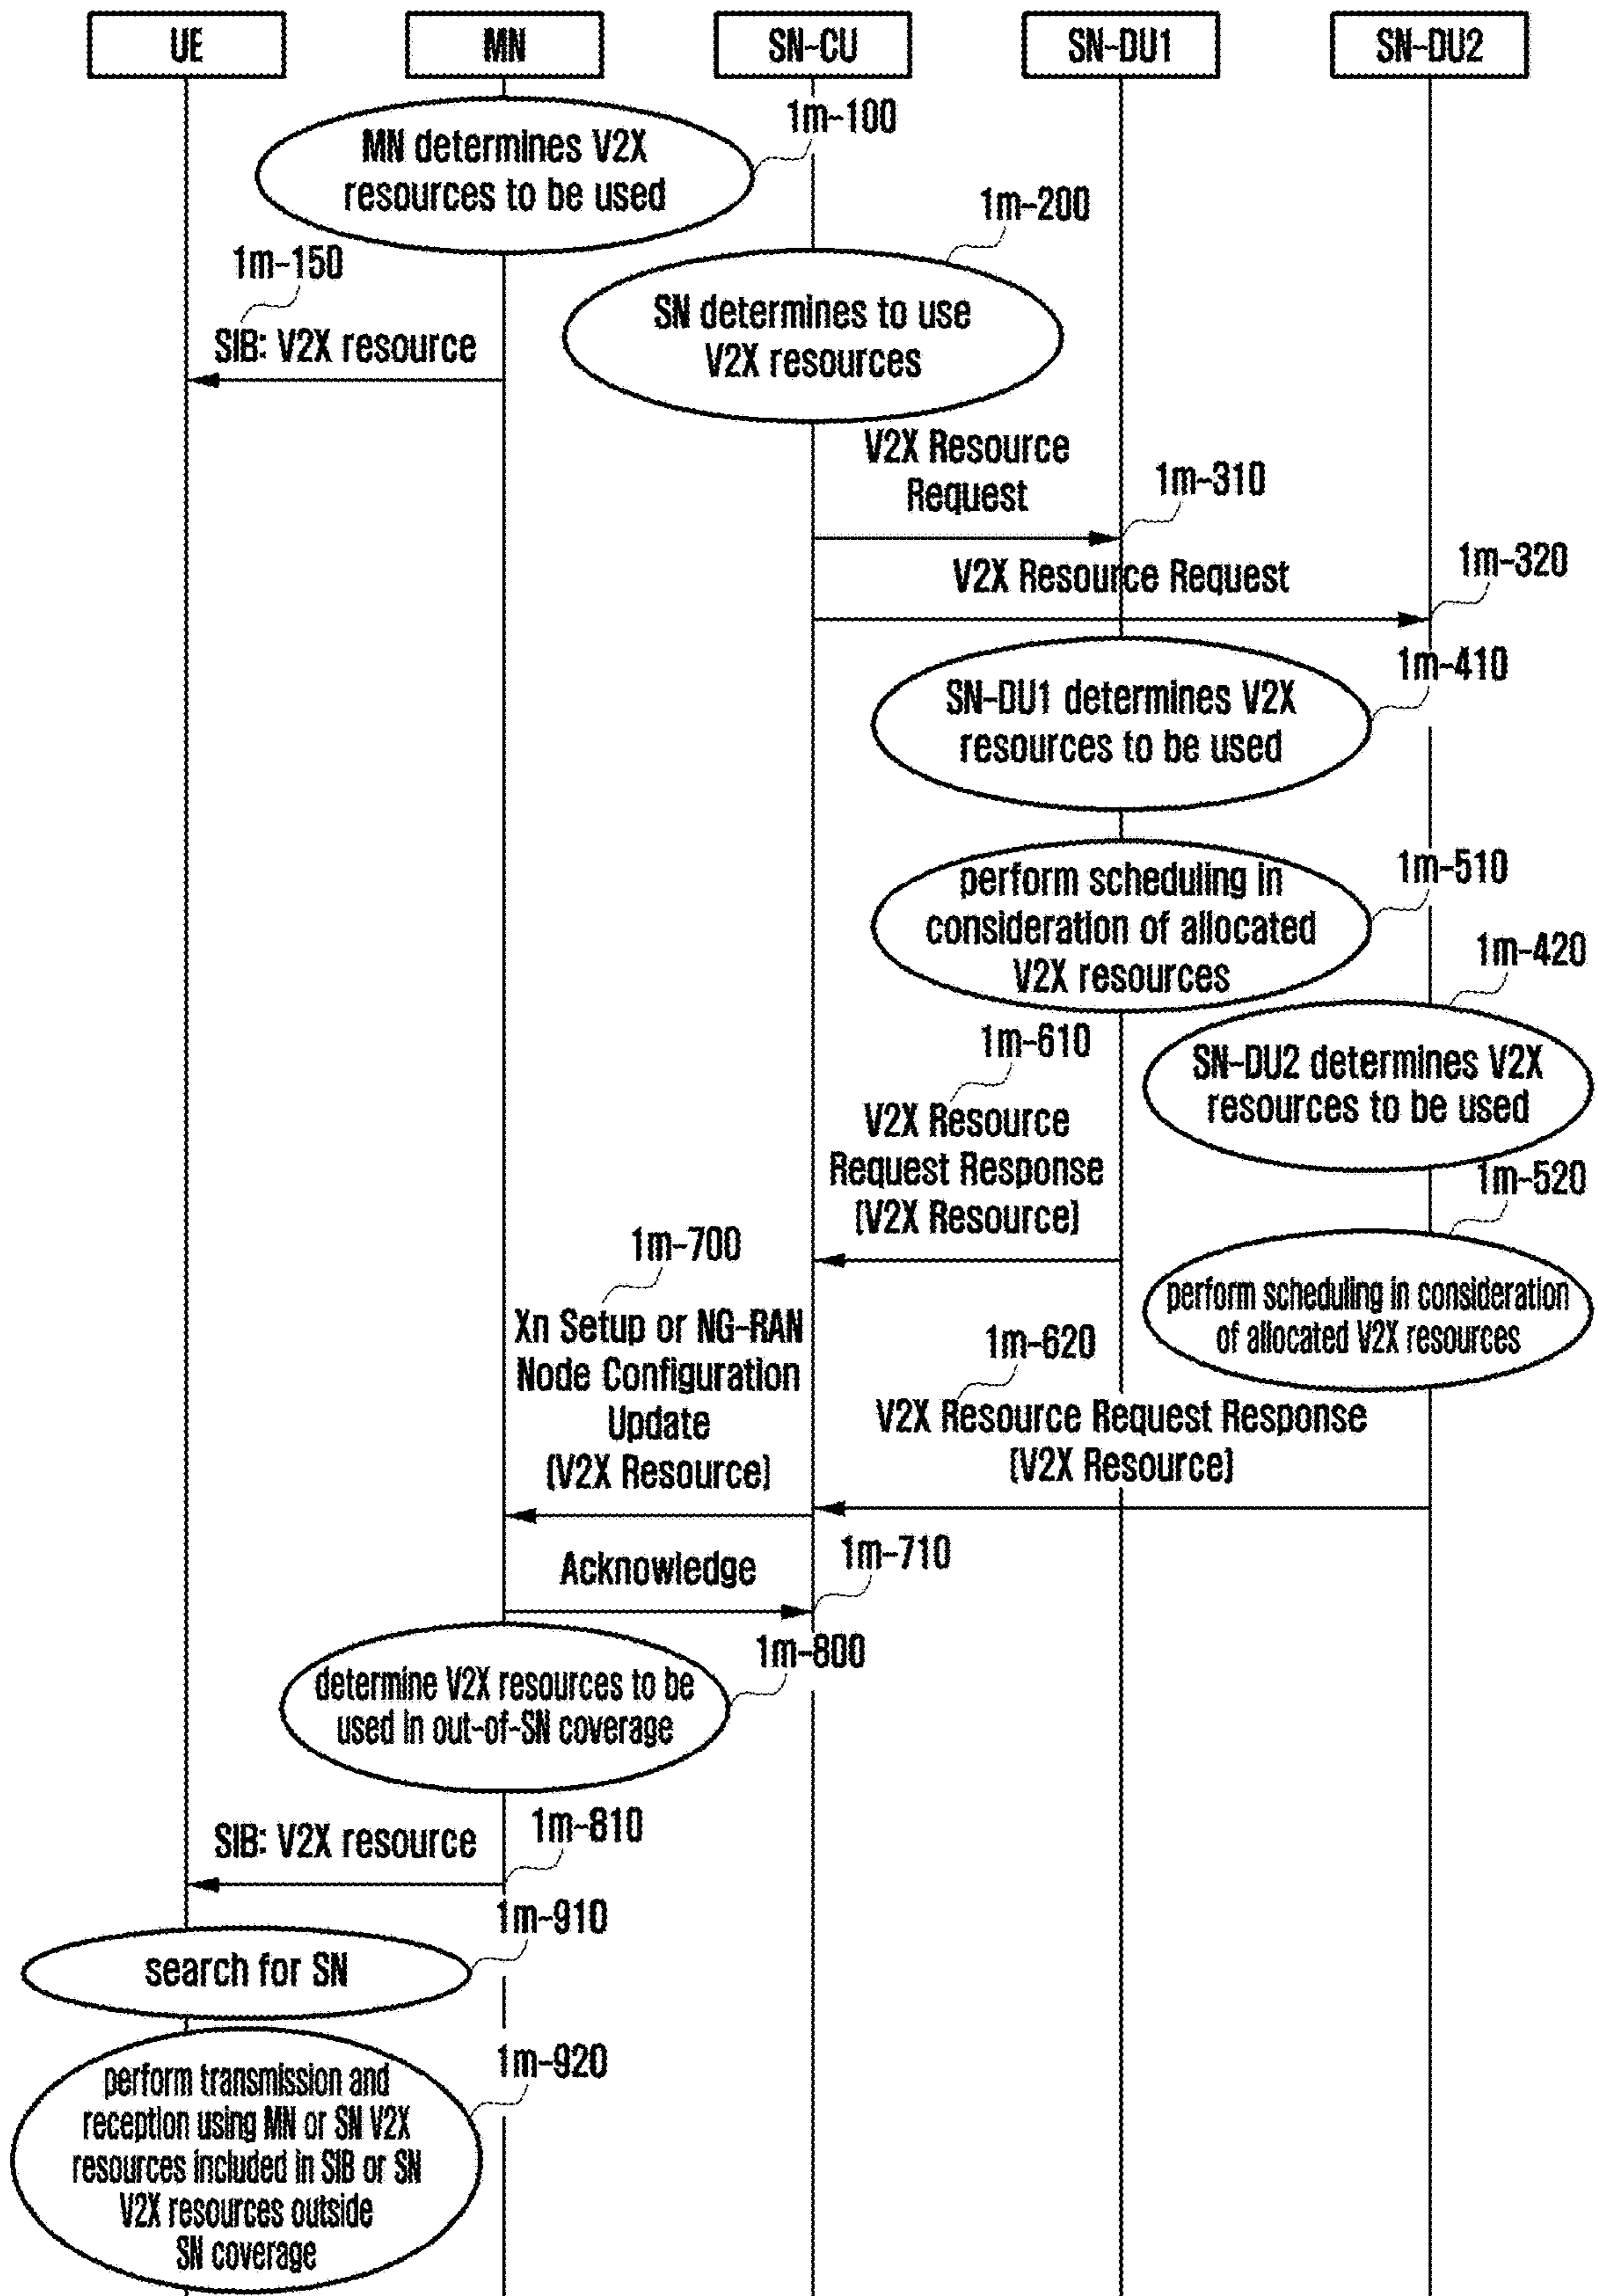 UE
MN
SN-CU
SN-DU1
SN-DU2
1m-100
MN determines V2X
resources to be used
1m-200
1m-150
SN determines to use
V2X resources
SIB: V2X resource
V2X Resource
Request
1m-310
V2X Resource Request
1m-320
1m-410
SN-DU1 determines V2X
resources to be used
1m-510
perform scheduling in
consideration of allocated
V2X resources
1m-420
SN-DU2 determines V2X
resources to be used
1m-610
V2X Resource
Request Response
(V2X Resource)
1m-520
perform scheduling in consideration
of allocated V2X resources
1m-700
Xn Setup or NG-RAN
Node Configuration
Update
(V2X Resource)
1m-620
V2X Resource Request Response
(V2X Resource)
Acknowledge
1m-710
1m-800
determine V2X resources to be
used in out-of-SN coverage
1m-810
SIB: V2X resource
1m-910
search for SN
1m-920
perform transmission and
reception using MN or SN V2X
resources included in SIB or SN
V2X resources outside
SN coverage